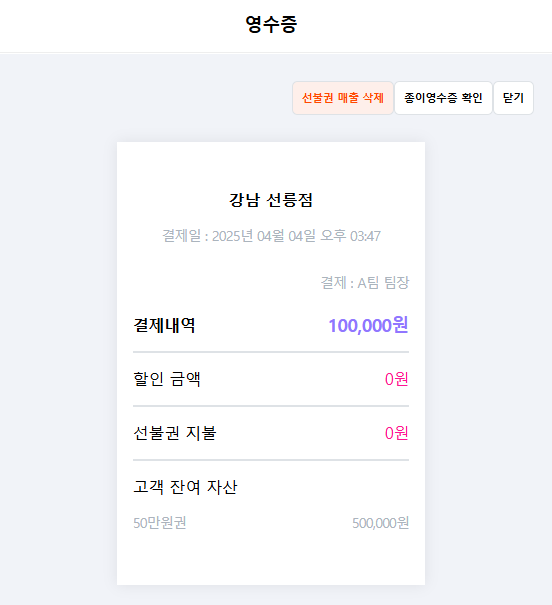 영수증
선불권 매출 삭제 종이영수증 확인 닫기
강남 선릉점
결제일 : 2025년 04월 04일 오후 03:47
결제 : A팀 팀장
결제내역 100,000원
할인 금액 0원
선불권 지불 0원
고객 잔여 자산
50만원권 500,000원